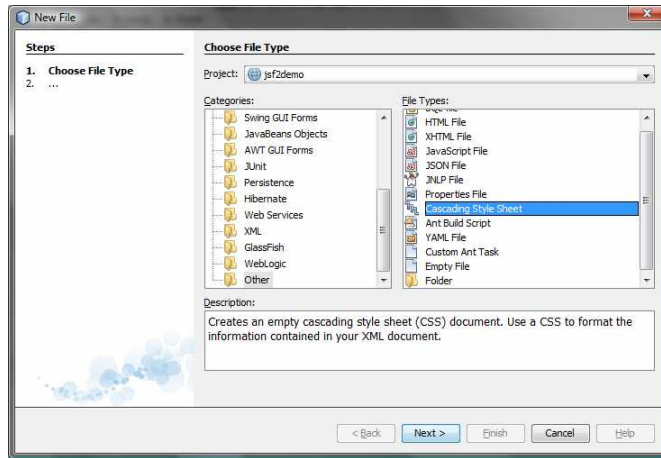 New File
Steps
1. Choose File Type
2. ...
Choose File Type
Project: jsf2demo
Categories:
Swing GUI Forms
JavaBeans Objects
AWT GUI Forms
JUnit
Persistence
Hibernate
Web Services
XML
GlassFish
WebLogic
Other
File Types:
HTML File
XHTML File
JavaScript File
JSON File
JNLP File
Properties File
Cascading Style Sheet
Ant Build Script
YAML File
Custom Ant Task
Empty File
Folder
Description:
Creates an empty cascading style sheet (CSS) document. Use a CSS to format the
information contained in your XML document.
< Back
Next >
Finish
Cancel
Help